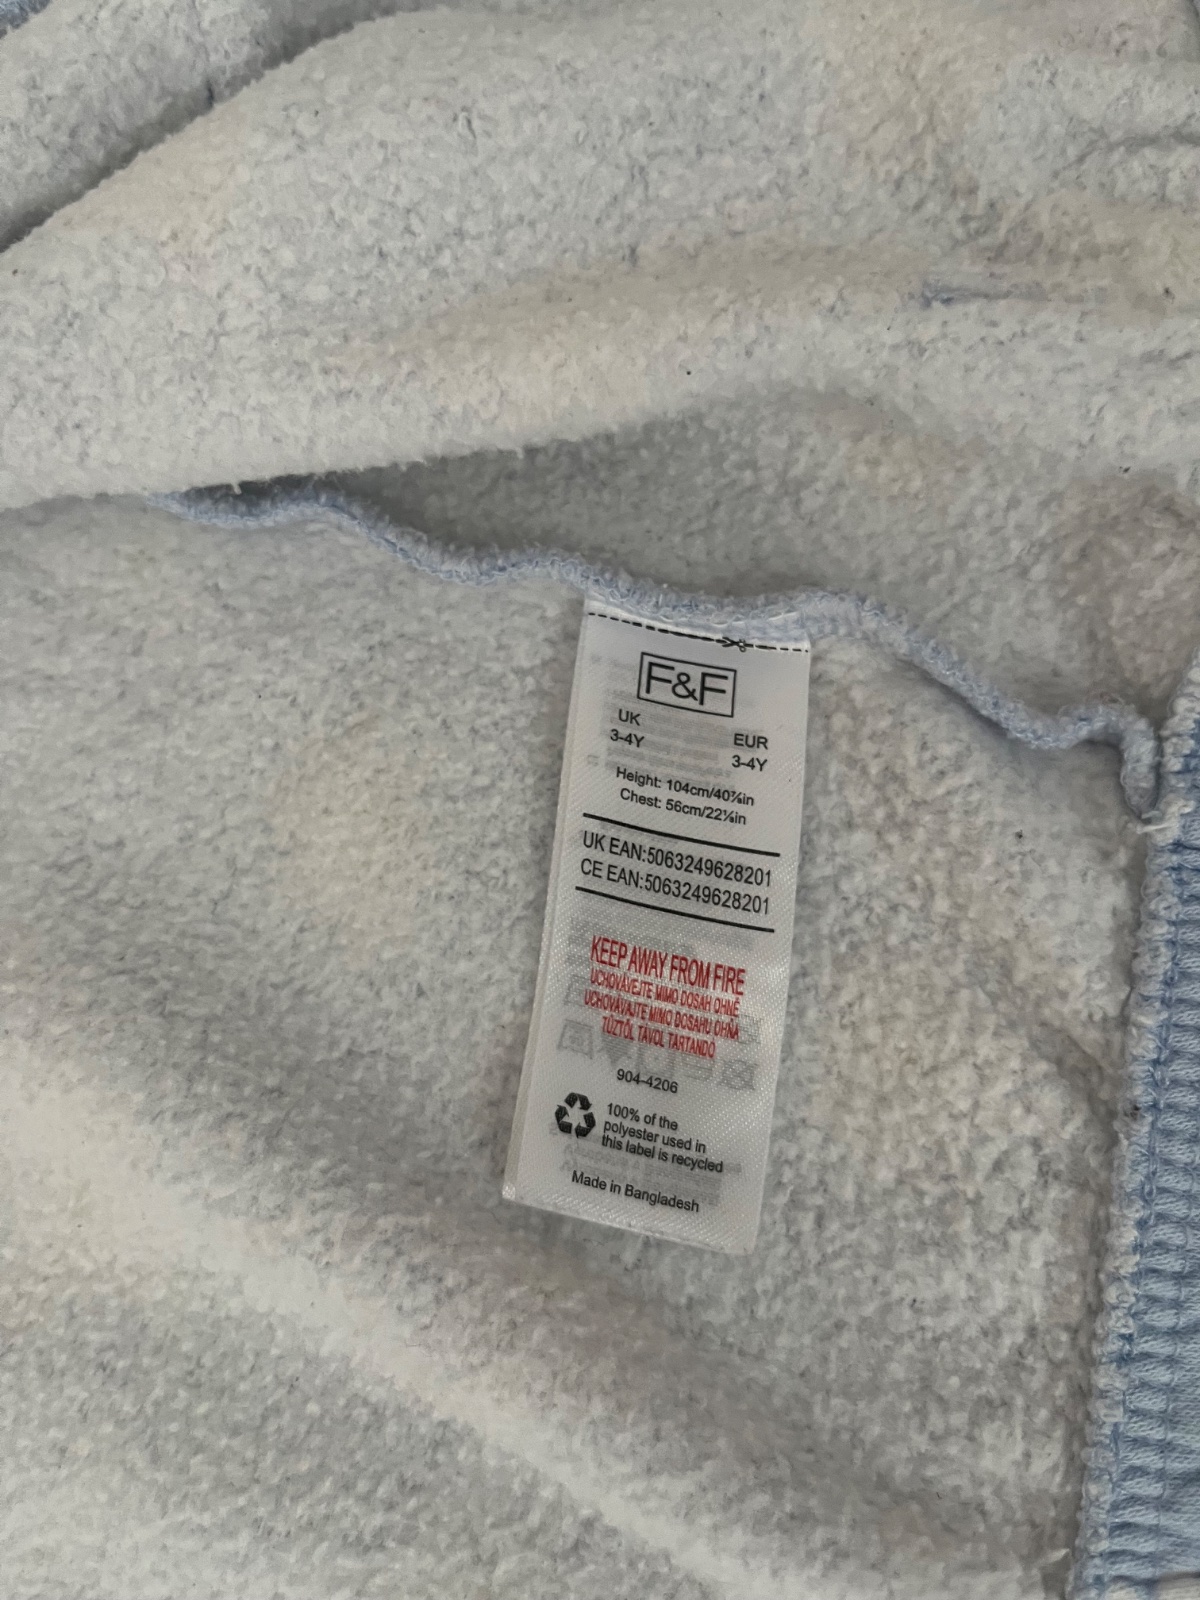 F&F
UK EUR
3-4Y 3-4Y
Height: 104cm/40⅞in
Chest: 56cm/22⅛in
UK EAN:5063249628201
CE EAN:5063249628201
KEEP AWAY FROM FIRE
UCHOVÁVEJTE MIMO DOSAH OHNĚ
UCHOVÁVAJTE MIMO DOSAHU OHŇA
TŰZTŐL TÁVOL TARTANDÓ
904-4206
100% of the
polyester used in
this label is recycled
Made in Bangladesh